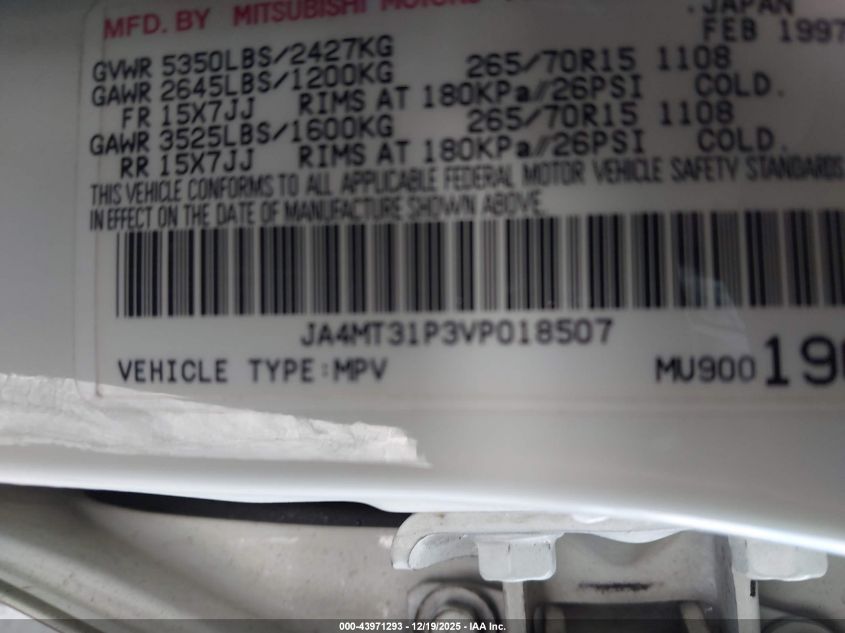 MFD. BY MITSUBISHI MOTORS
JAPAN
FEB 1997
GVWR 5350LBS/2427KG
GAWR 2645LBS/1200KG 265/70R15 1108
FR 15X7JJ RIMS AT 180KPa//26PSI COLD.
GAWR 3525LBS/1600KG 265/70R15 1108
RR 15X7JJ RIMS AT 180KPa//26PSI COLD.
THIS VEHICLE CONFORMS TO ALL APPLICABLE FEDERAL MOTOR VEHICLE SAFETY STANDARDS
IN EFFECT ON THE DATE OF MANUFACTURE SHOWN ABOVE.
JA4MT31P3VP018507
VEHICLE TYPE:MPV MU900 190
000-43971293 - 12/19/2025 - IAA Inc.